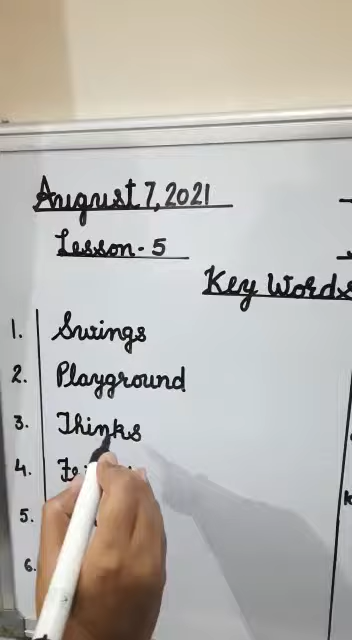 August 7, 2021
Lesson - 5
Key Words
1. Swings
2. Playground
3. Thinks
4.
5.
6.